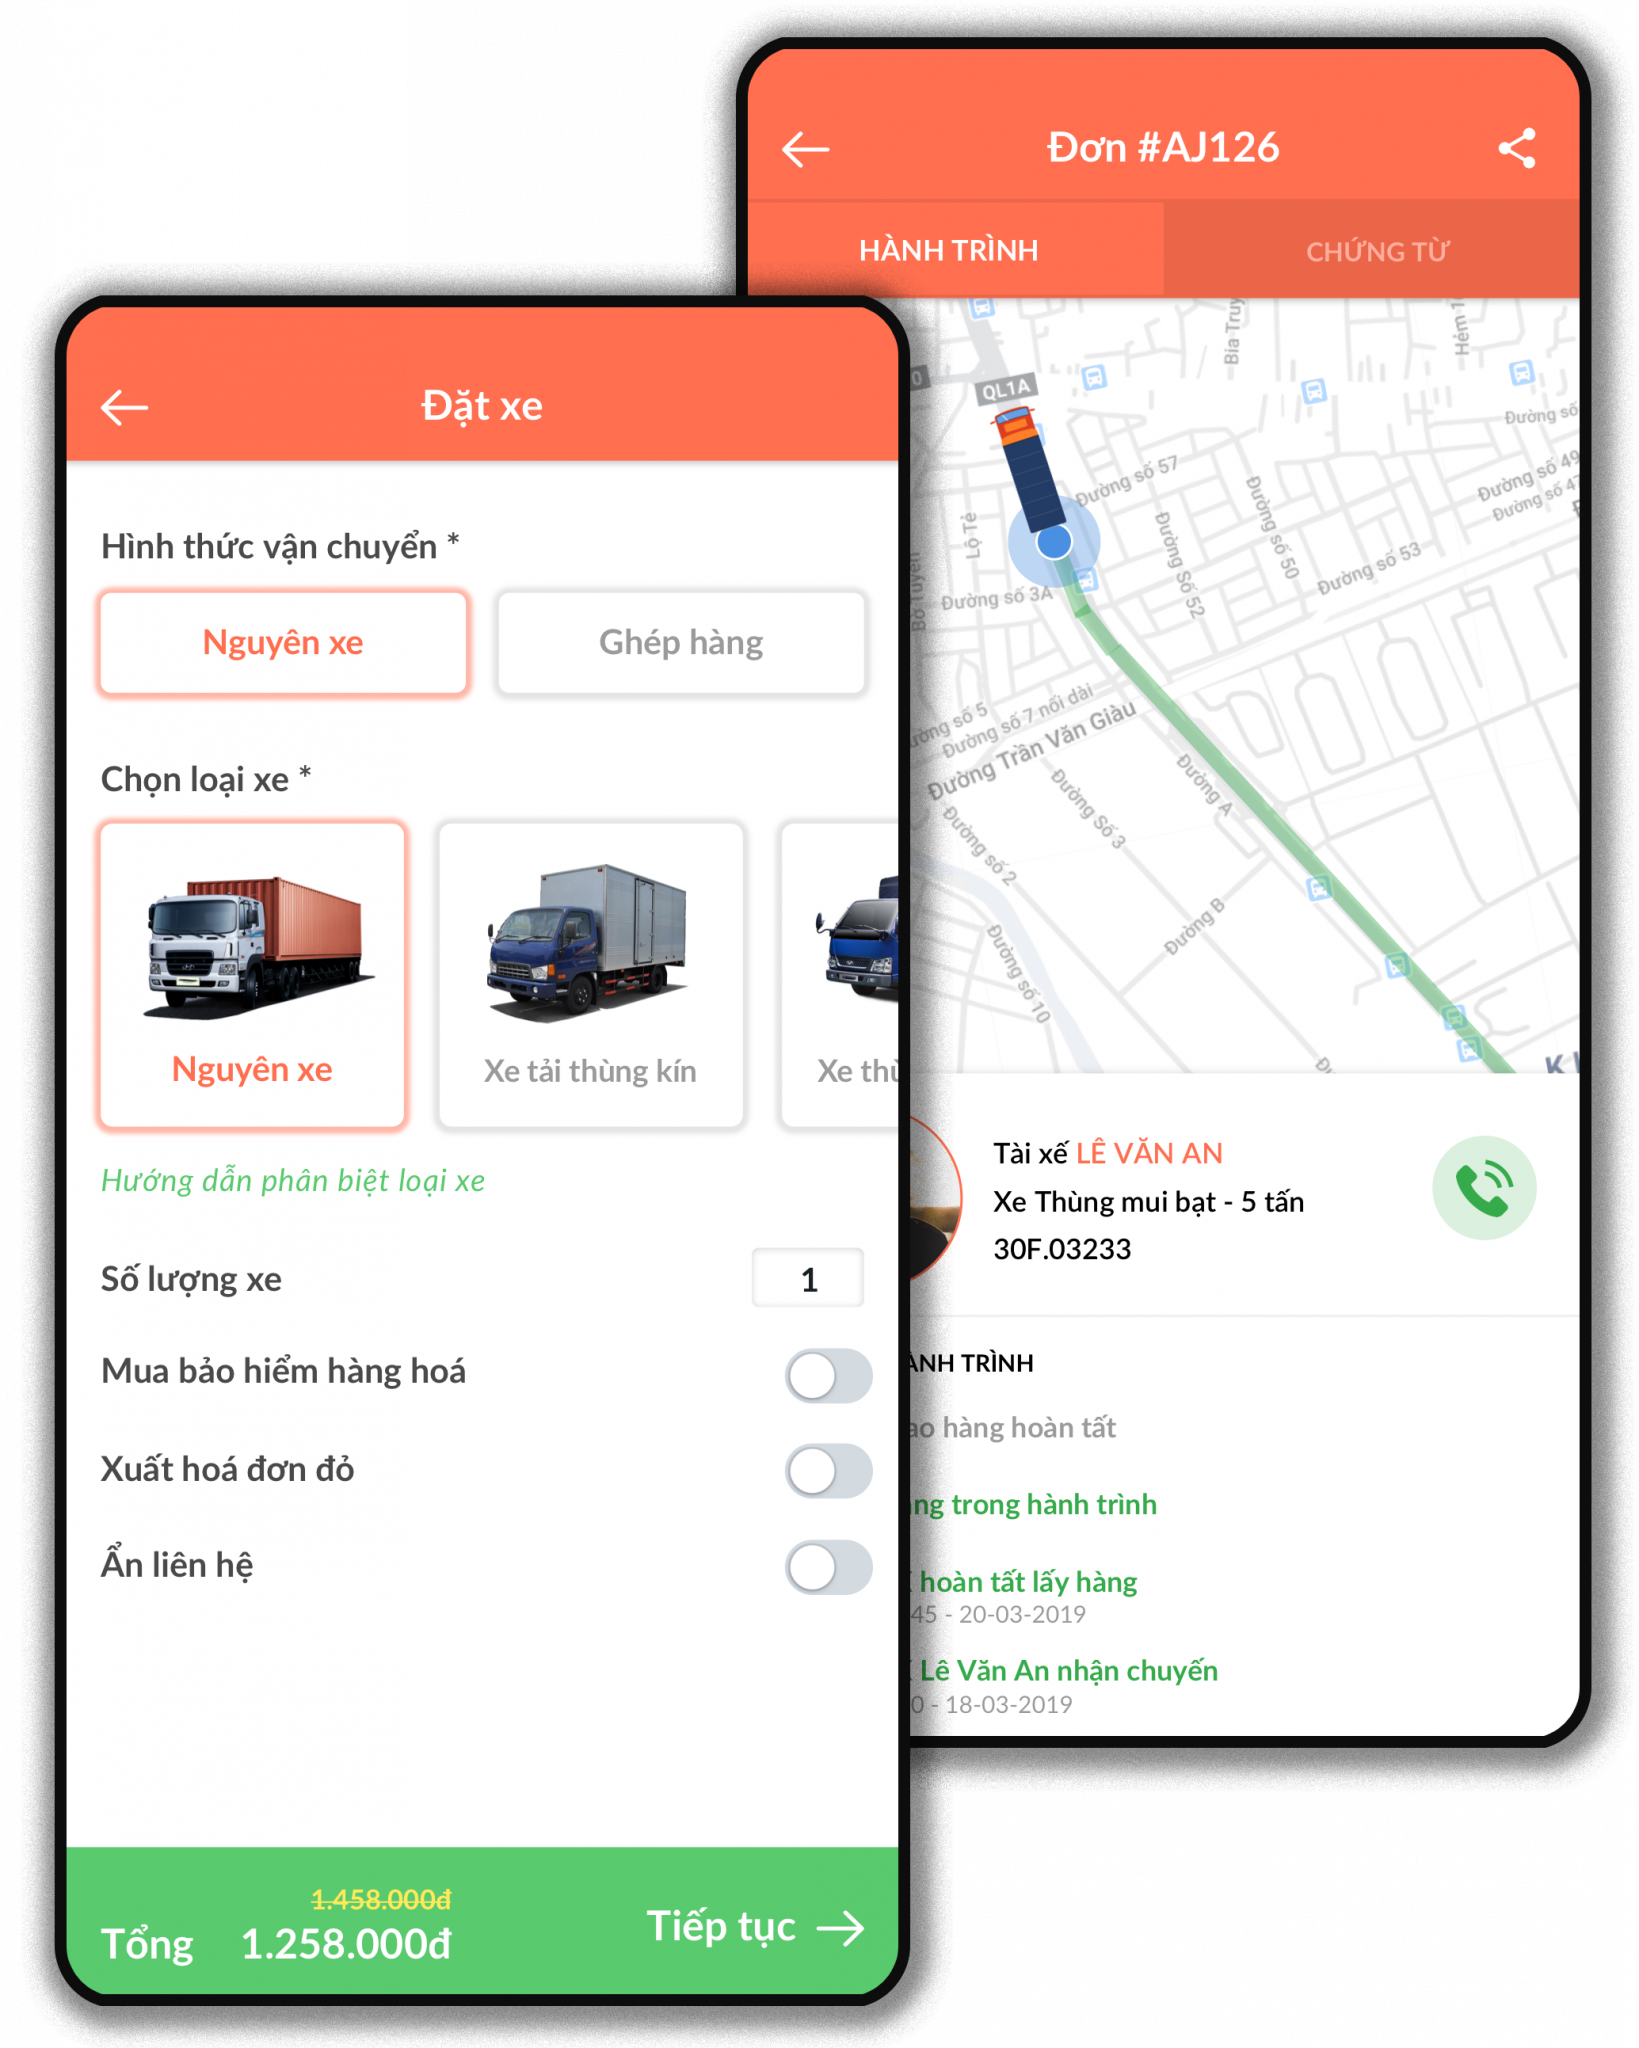 Đơn #AJ126
HÀNH TRÌNH
CHỨNG TỪ
Đặt xe
Hình thức vận chuyển *
Nguyên xe
Ghép hàng
Chọn loại xe *
Nguyên xe
Xe tải thùng kín
Xe thù
Hướng dẫn phân biệt loại xe
Số lượng xe
1
Mua bảo hiểm hàng hoá
Xuất hoá đơn đỏ
Ẩn liên hệ
1.458.000đ
Tổng 1.258.000đ
Tiếp tục
0
QL1A
Bia Truy
Hẻm 1
Đường số
Đường số 49
Đường số 47
Đường số 57
Đường số 50
Đường Số 52
Đường số 53
Lộ Tẻ
Bờ Tuyến
Đường số 3A
ường số 5
Đường số 7 nối dài
Đường Trần Văn Giàu
Đường Số 3
Đường A
Đường số 2
Đường B
Đường số 10
Đư
Tài xế LÊ VĂN AN
Xe Thùng mui bạt - 5 tấn
30F.03233
ÀNH TRÌNH
ao hàng hoàn tất
ng trong hành trình
hoàn tất lấy hàng
45 - 20-03-2019
Lê Văn An nhận chuyến
0 - 18-03-2019